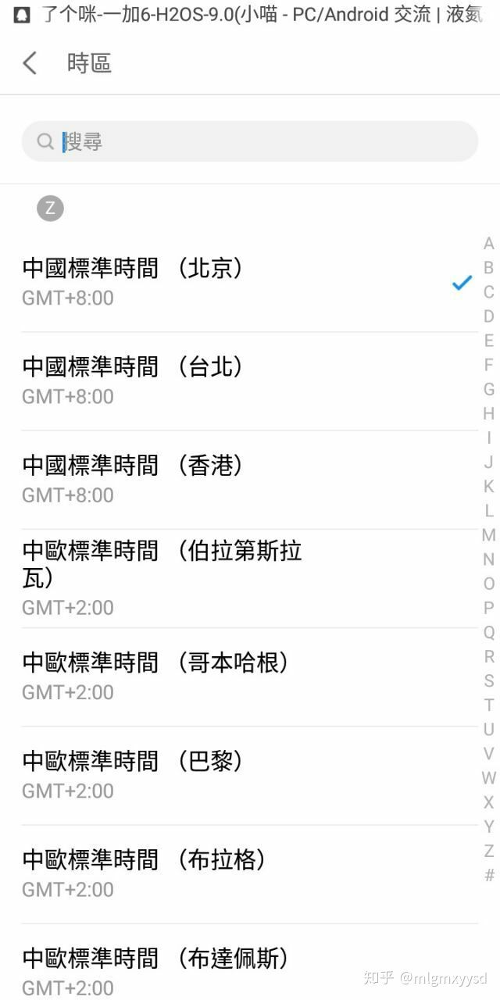 了个咪-一加6-H2OS-9.0(小喵 - PC/Android 交流 | 液氮
時區
搜尋
Z
中國標準時間 （北京）
GMT+8:00
中國標準時間 （台北）
GMT+8:00
中國標準時間 （香港）
GMT+8:00
中歐標準時間 （伯拉第斯拉
瓦）
GMT+2:00
中歐標準時間 （哥本哈根）
GMT+2:00
中歐標準時間 （巴黎）
GMT+2:00
中歐標準時間 （布拉格）
GMT+2:00
中歐標準時間 （布達佩斯）
GMT+2:00
A
B
C
D
E
F
G
H
I
J
K
L
M
N
O
P
Q
R
S
T
U
V
W
X
Y
Z
#
知乎 @mlgmxyysd